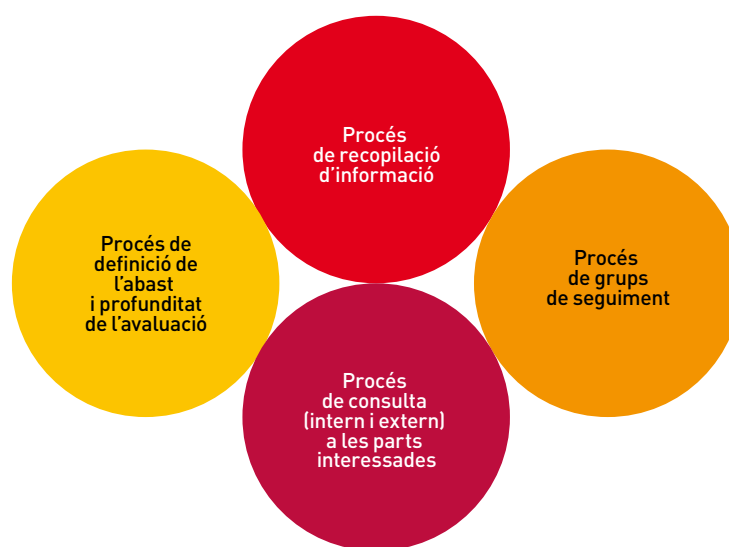 Procés
de recopilació
d'informació
Procés de
definició de
l'abast
i profunditat
de l'avaluació
Procés
de grups
de seguiment
Procés
de consulta
(intern i extern)
a les parts
interessades